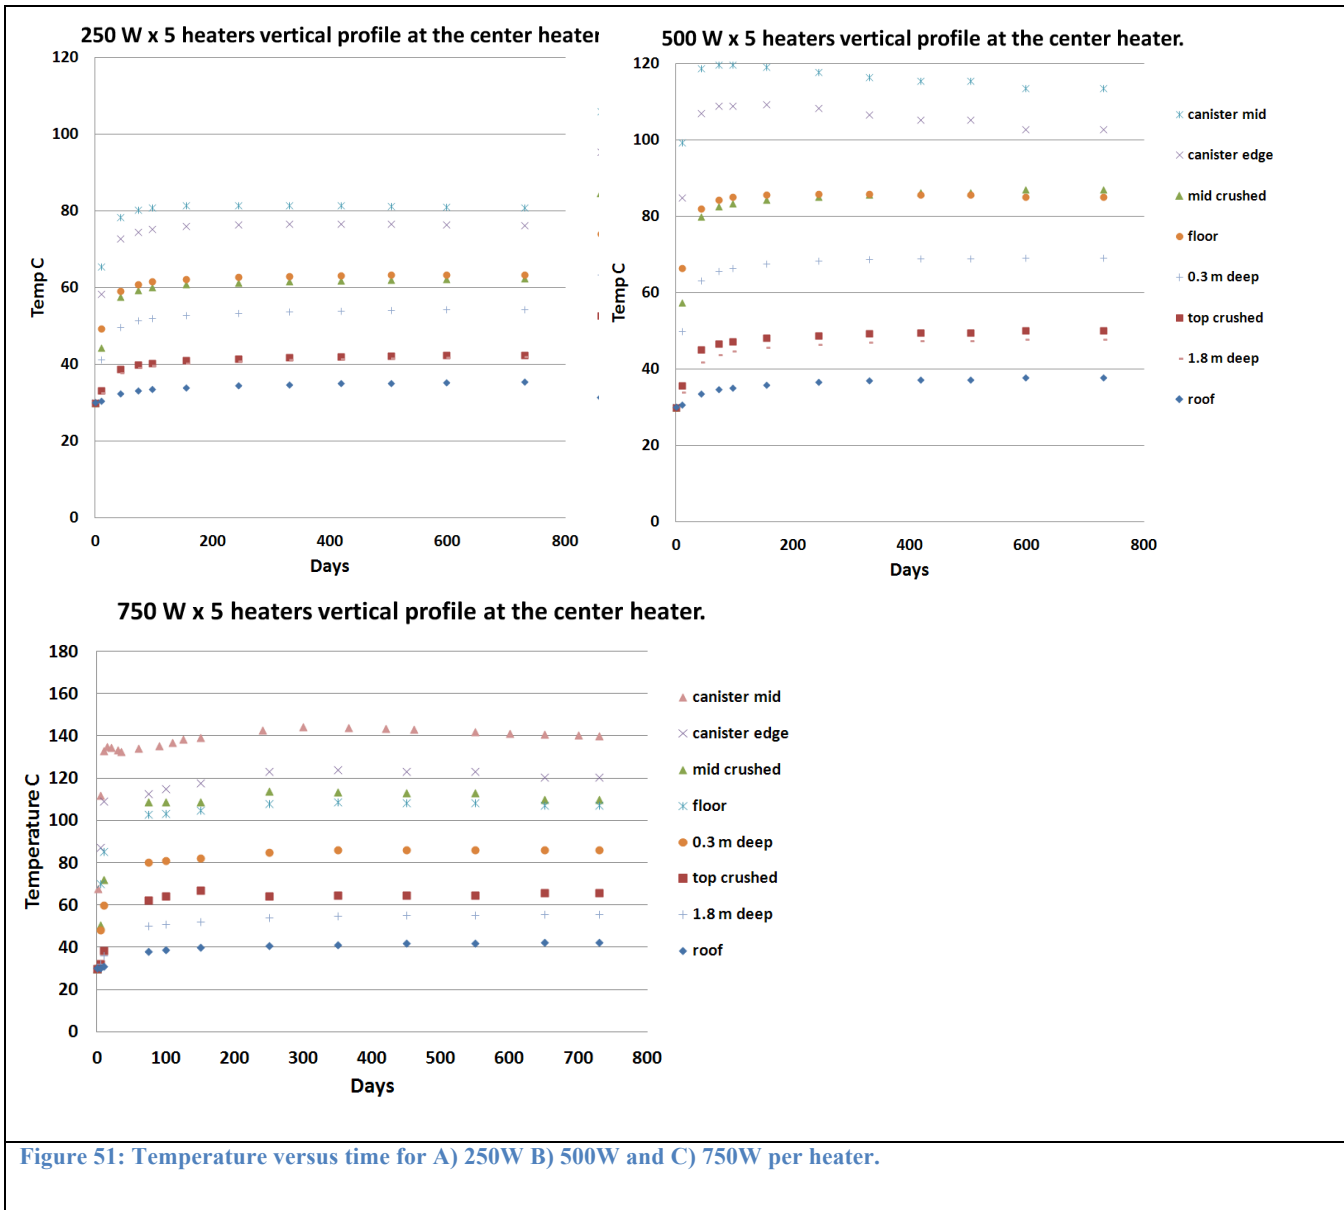 250 W x 5 heaters vertical profile at the center heater
120
100
80
60
40
20
0
Temp C
0 200 400 600 800
Days
500 W x 5 heaters vertical profile at the center heater.
120
100
80
60
40
20
0
Temp C
0 200 400 600 800
Days
canister mid
canister edge
mid crushed
floor
0.3 m deep
top crushed
1.8 m deep
roof
750 W x 5 heaters vertical profile at the center heater.
180
160
140
120
100
80
60
40
20
0
Temperature C
0 100 200 300 400 500 600 700 800
Days
canister mid
canister edge
mid crushed
floor
0.3 m deep
top crushed
1.8 m deep
roof
Figure 51: Temperature versus time for A) 250W B) 500W and C) 750W per heater.